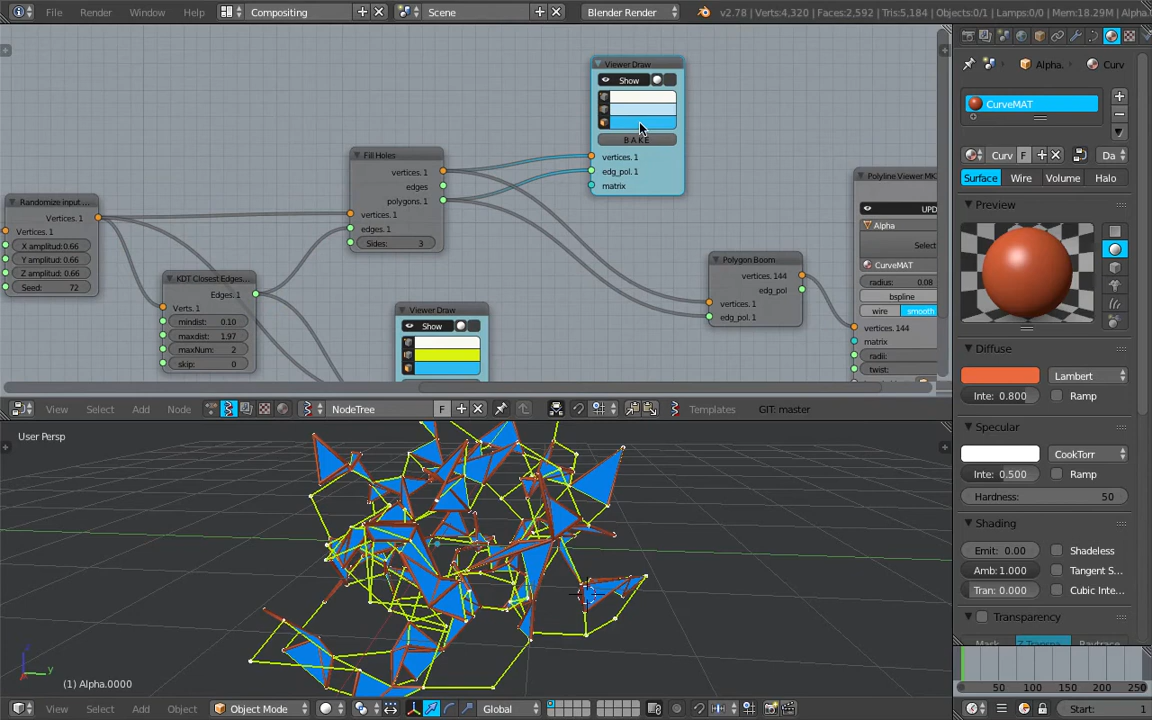 File Render Window Help Compositing Scene Blender Render v2.78 | Verts:4,320 | Faces:2,592 | Tris:5,184 | Objects:0/1 | Lamps:0/0 | Mem:18.29M | Alpha.
Viewer Draw
Show
BAKE
vertices. 1
edg_pol. 1
matrix
Fill Holes
vertices. 1
edges
polygons. 1
vertices. 1
edges. 1
Sides: 3
Randomize input ...
Vertices. 1
Vertices. 1
X amplitud:0.66
Y amplitud:0.66
Z amplitud:0.66
Seed: 72
KDT Closest Edges...
Edges. 1
Verts. 1
mindist: 0.10
maxdist: 1.97
maxNum: 2
skip: 0
Viewer Draw
Show
Polygon Boom
vertices. 144
edg_pol
vertices. 1
edg_pol. 1
Polyline Viewer MK
UPD
Alpha
Select
CurveMAT
radius: 0.08
bspline
wire smooth
vertices. 144
matrix
radii:
twist:
View Select Add Node NodeTree F Templates GIT: master
User Persp
(1) Alpha.0000
z
y
View Select Add Object Object Mode Global
Alpha. Curv
CurveMAT
Curv F Da
Surface Wire Volume Halo
Preview
Diffuse
Lambert
Inte: 0.800 Ramp
Specular
CookTorr
Inte: 0.500 Ramp
Hardness: 50
Shading
Emit: 0.00 Shadeless
Amb: 1.000 Tangent S...
Tran: 0.000 Cubic Inte...
Transparency
Mask Z Transpa Raytrace
50 100 150 200 250
Start: 1